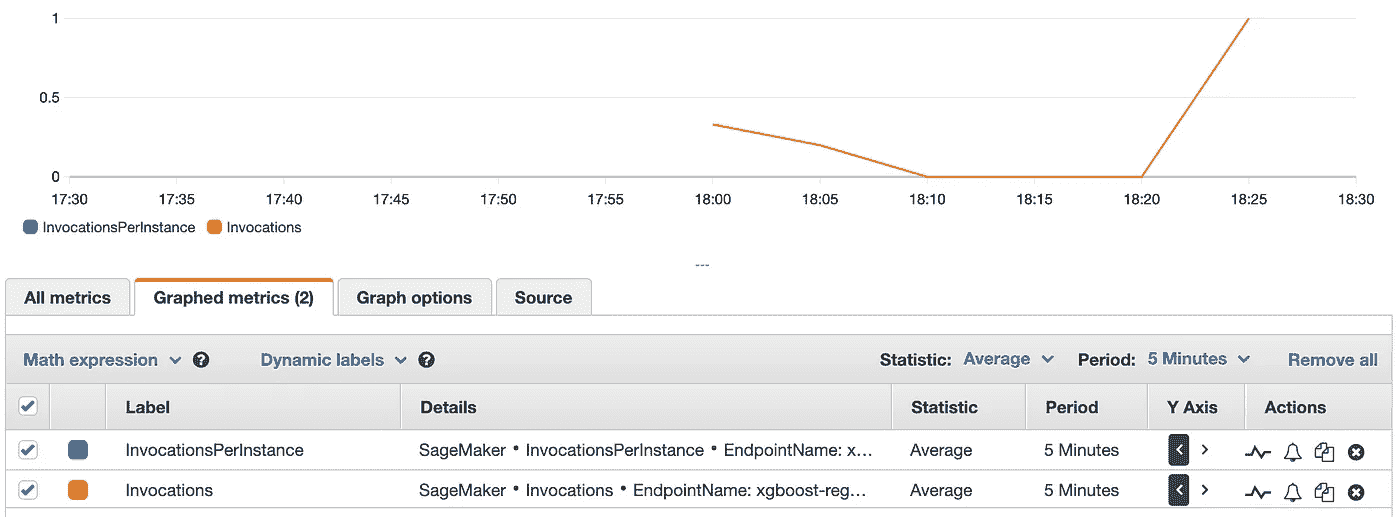 1
0.5
0
17:30 17:35 17:40 17:45 17:50 17:55 18:00 18:05 18:10 18:15 18:20 18:25 18:30
InvocationsPerInstance Invocations
---
All metrics Graphed metrics (2) Graph options Source
Math expression ? Dynamic labels ? Statistic: Average Period: 5 Minutes Remove all
Label Details Statistic Period Y Axis Actions
InvocationsPerInstance SageMaker • InvocationsPerInstance • EndpointName: x... Average 5 Minutes < >
Invocations SageMaker • Invocations • EndpointName: xgboost-reg... Average 5 Minutes < >